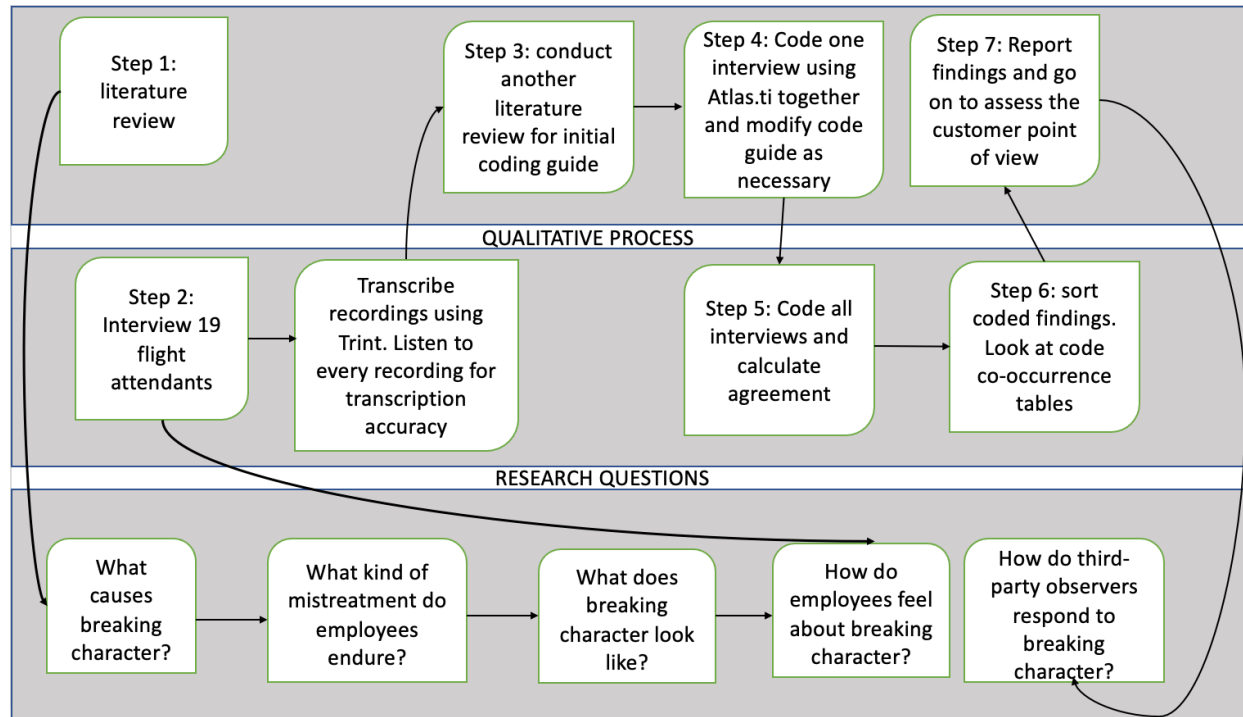 Step 1:
literature
review
Step 3: conduct
another
literature
review for initial
coding guide
Step 4: Code one
interview using
Atlas.ti together
and modify code
guide as
necessary
Step 7: Report
findings and go
on to assess the
customer point
of view
QUALITATIVE PROCESS
Step 2:
Interview 19
flight
attendants
Transcribe
recordings using
Trint. Listen to
every recording for
transcription
accuracy
Step 5: Code all
interviews and
calculate
agreement
Step 6: sort
coded findings.
Look at code
co-occurrence
tables
RESEARCH QUESTIONS
What
causes
breaking
character?
What kind of
mistreatment do
employees
endure?
What does
breaking
character look
like?
How do
employees feel
about breaking
character?
How do third-
party observers
respond to
breaking
character?